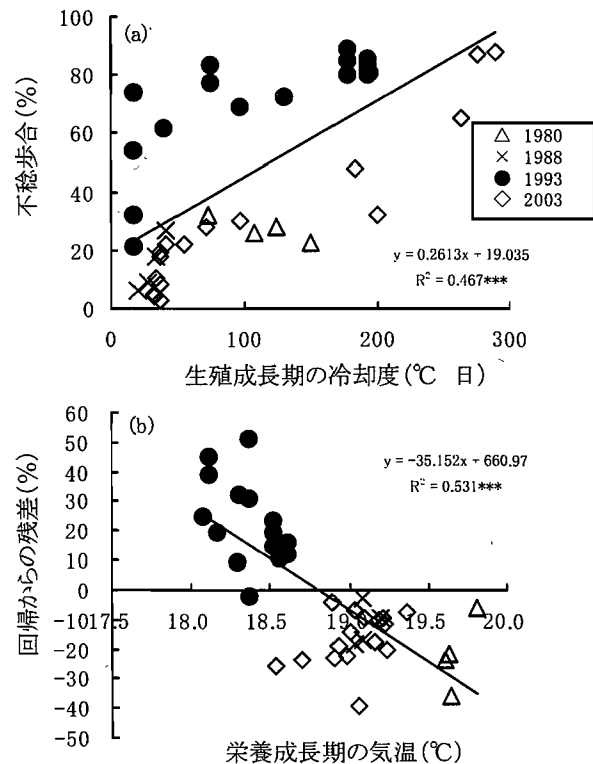 (a)
100
80
60
40
20
0
不稔歩合(%)
△ 1980
× 1988
● 1993
◇ 2003
y = 0.2613x + 19.035
R² = 0.467***
0 100 200 300
生殖成長期の冷却度(℃ 日)
(b)
60
50
40
30
20
10
0
-10
-20
-30
-40
-50
回帰からの残差(%)
y = -35.152x + 660.97
R² = 0.531***
17.5 18.0 18.5 19.0 19.5 20.0
栄養成長期の気温(℃)